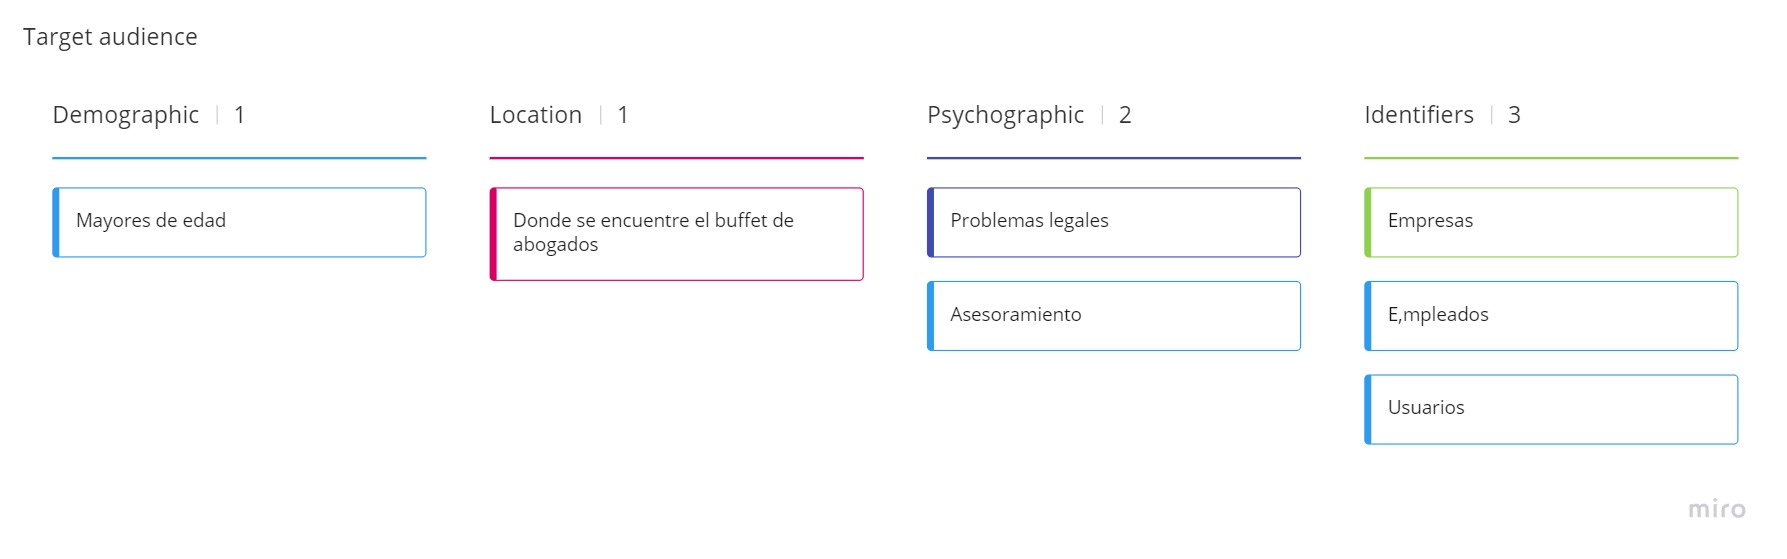 Target audience
Demographic | 1
Mayores de edad
Location | 1
Donde se encuentre el buffet de
abogados
Psychographic | 2
Problemas legales
Asesoramiento
Identifiers | 3
Empresas
E,mpleados
Usuarios
miro